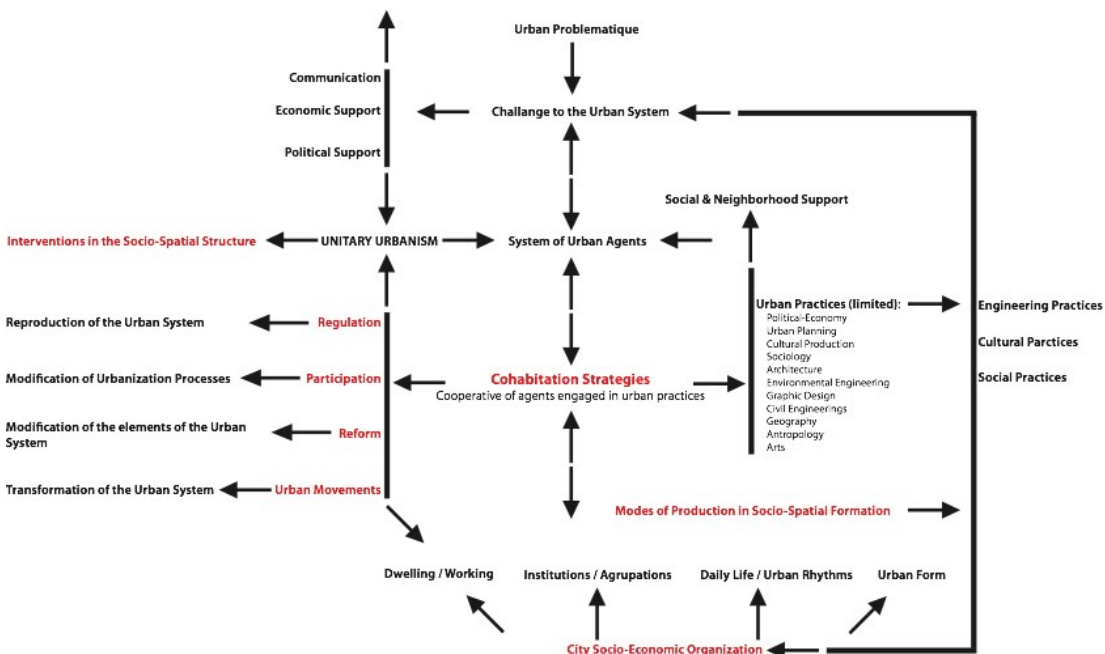 Urban Problematique
Communication
Economic Support
Challange to the Urban System
Political Support
Social & Neighborhood Support
Interventions in the Socio-Spatial Structure
UNITARY URBANISM
System of Urban Agents
Urban Practices (limited):
Political-Economy
Urban Planning
Cultural Production
Sociology
Architecture
Environmental Engineering
Graphic Design
Civil Engineerings
Geography
Antropology
Arts
Engineering Practices
Cultural Parctices
Social Practices
Reproduction of the Urban System
Regulation
Modification of Urbanization Processes
Participation
Cohabitation Strategies
Cooperative of agents engaged in urban practices
Modification of the elements of the Urban
System
Reform
Transformation of the Urban System
Urban Movements
Modes of Production in Socio-Spatial Formation
Dwelling / Working
Institutions / Agrupations
Daily Life / Urban Rhythms
Urban Form
City Socio-Economic Organization